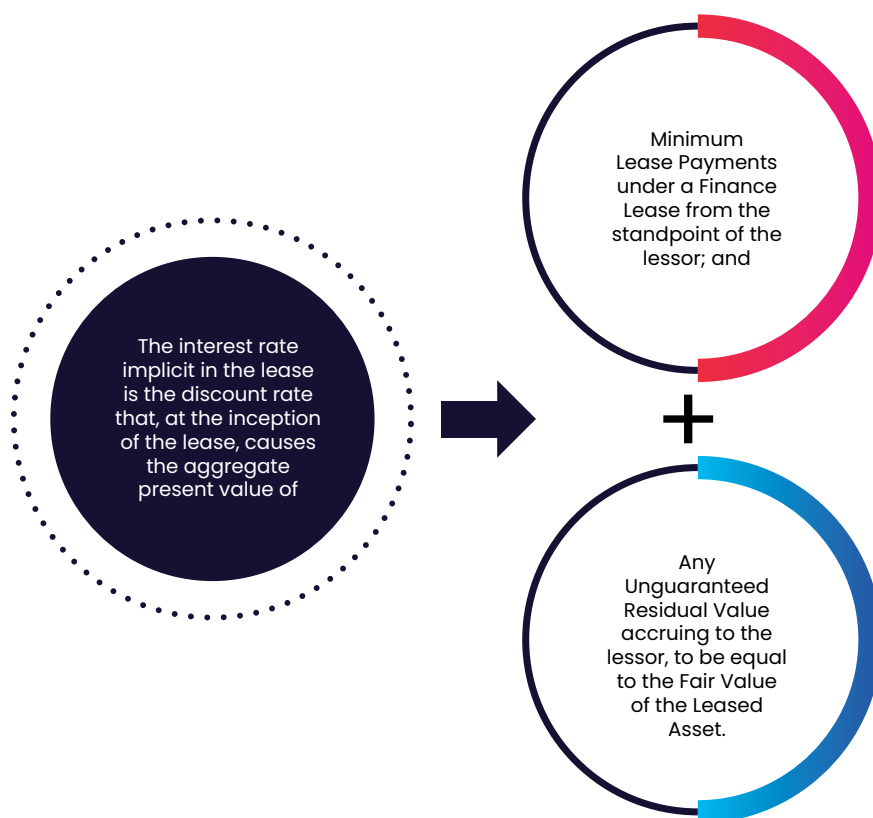 The interest rate
implicit in the lease
is the discount rate
that, at the inception
of the lease, causes
the aggregate
present value of
Minimum
Lease Payments
under a Finance
Lease from the
standpoint of the
lessor; and
+
Any
Unguaranteed
Residual Value
accruing to the
lessor, to be equal
to the Fair Value
of the Leased
Asset.